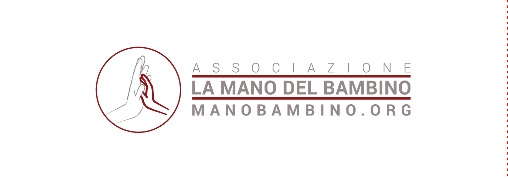 ASSOCIAZIONE
LA MANO DEL BAMBINO
MANOBAMBINO.ORG